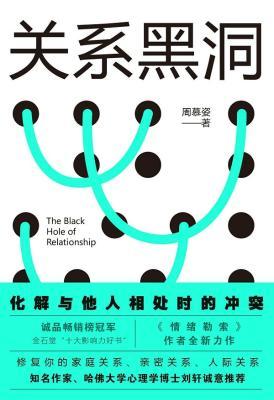 关系黑洞
周慕姿
——著
The Black
Hole of
Relationship
化解与他人相处时的冲突
诚品畅销榜冠军
金石堂“十大影响力好书”
《情绪勒索》
作者全新力作
修复你的家庭关系、亲密关系、人际关系
知名作家、哈佛大学心理学博士刘轩诚意推荐